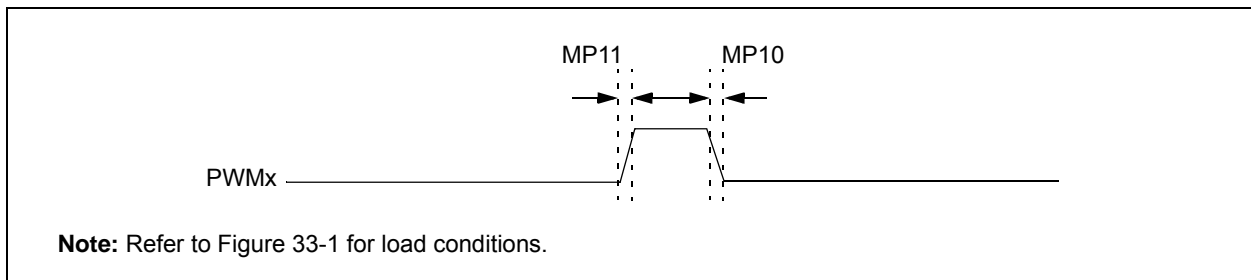 MP11 MP10
PWMx
Note: Refer to Figure 33-1 for load conditions.